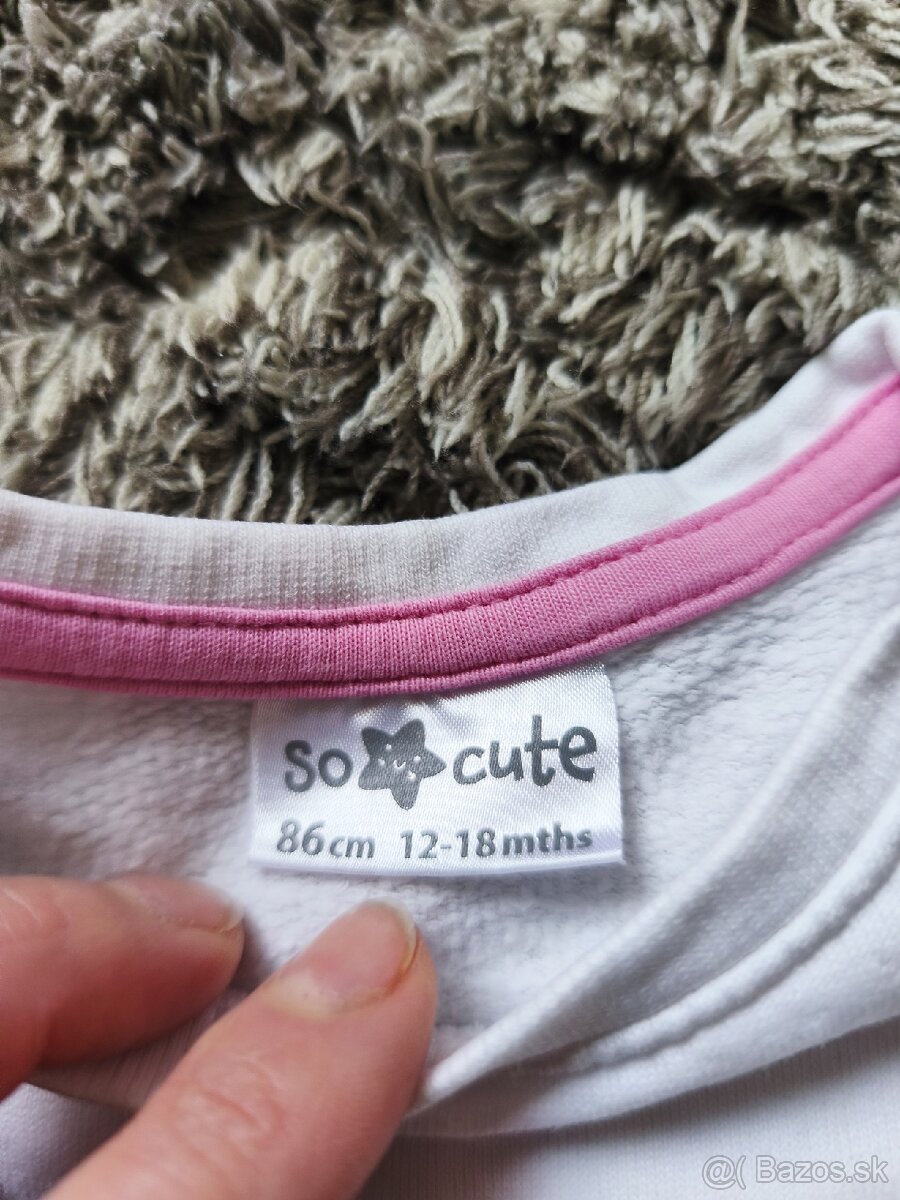 so cute
86cm 12-18mths
@( Bazos.sk